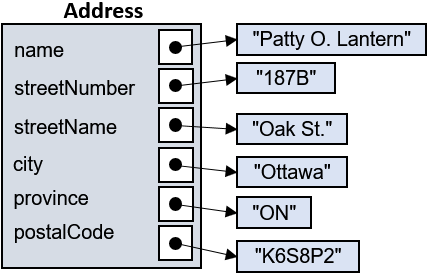 Address
name
"Patty O. Lantern"
streetNumber
"187B"
streetName
"Oak St."
city
"Ottawa"
province
"ON"
postalCode
"K6S8P2"